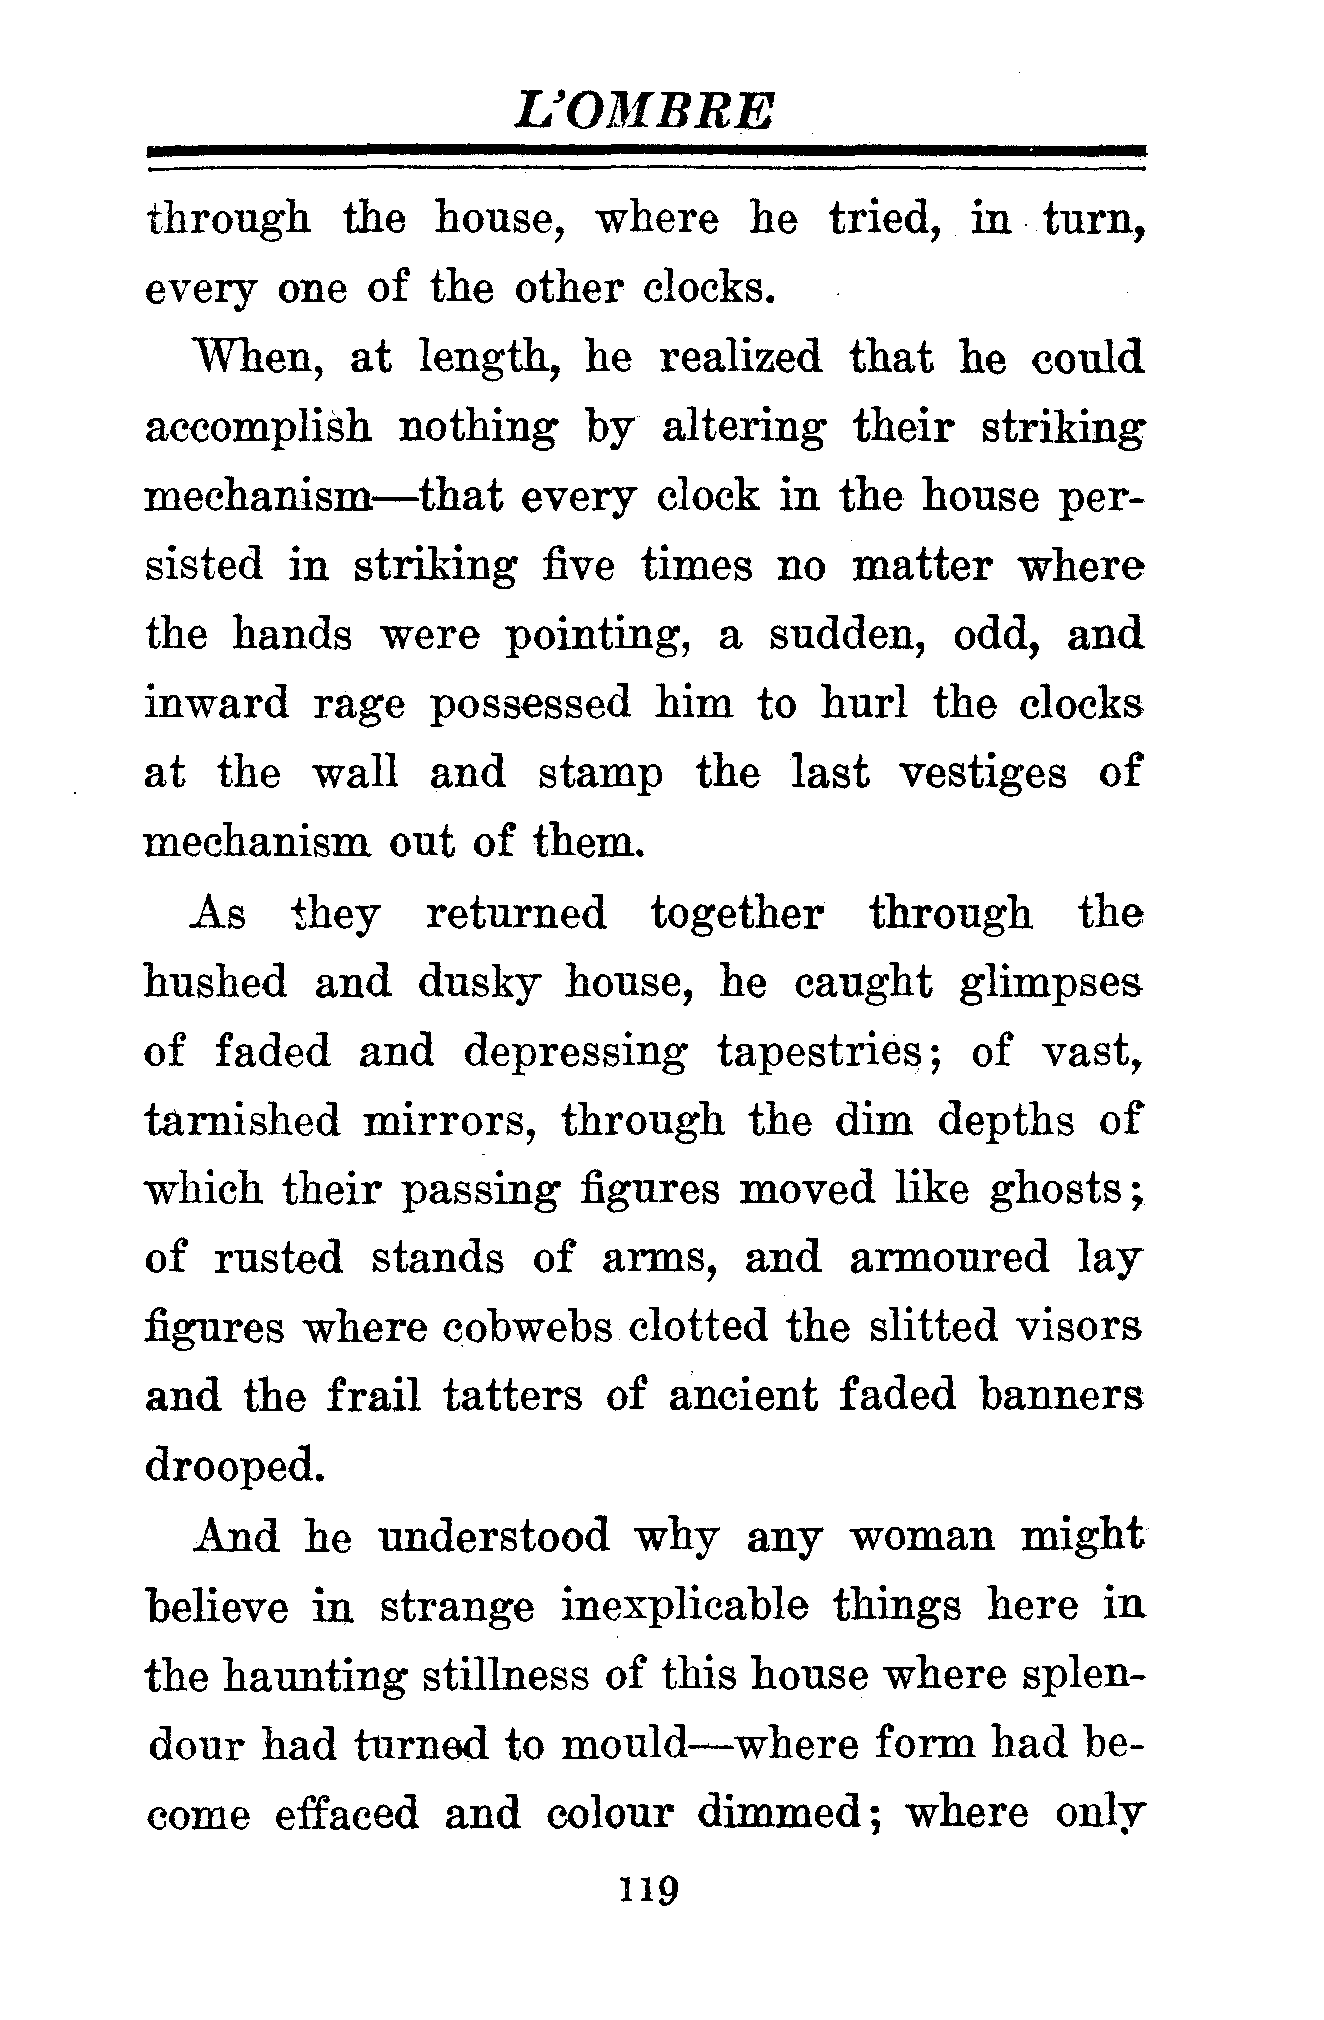 L'OMBRE
through the house, where he tried, in turn,
every one of the other clocks.
When, at length, he realized that he could
accomplish nothing by altering their striking
mechanism—that every clock in the house per-
sisted in striking five times no matter where
the hands were pointing, a sudden, odd, and
inward rage possessed him to hurl the clocks
at the wall and stamp the last vestiges of
mechanism out of them.
As they returned together through the
hushed and dusky house, he caught glimpses
of faded and depressing tapestries; of vast,
tarnished mirrors, through the dim depths of
which their passing figures moved like ghosts;
of rusted stands of arms, and armoured lay
figures where cobwebs clotted the slitted visors
and the frail tatters of ancient faded banners
drooped.
And he understood why any woman might
believe in strange inexplicable things here in
the haunting stillness of this house where splen-
dour had turned to mould—where form had be-
come effaced and colour dimmed; where only
119